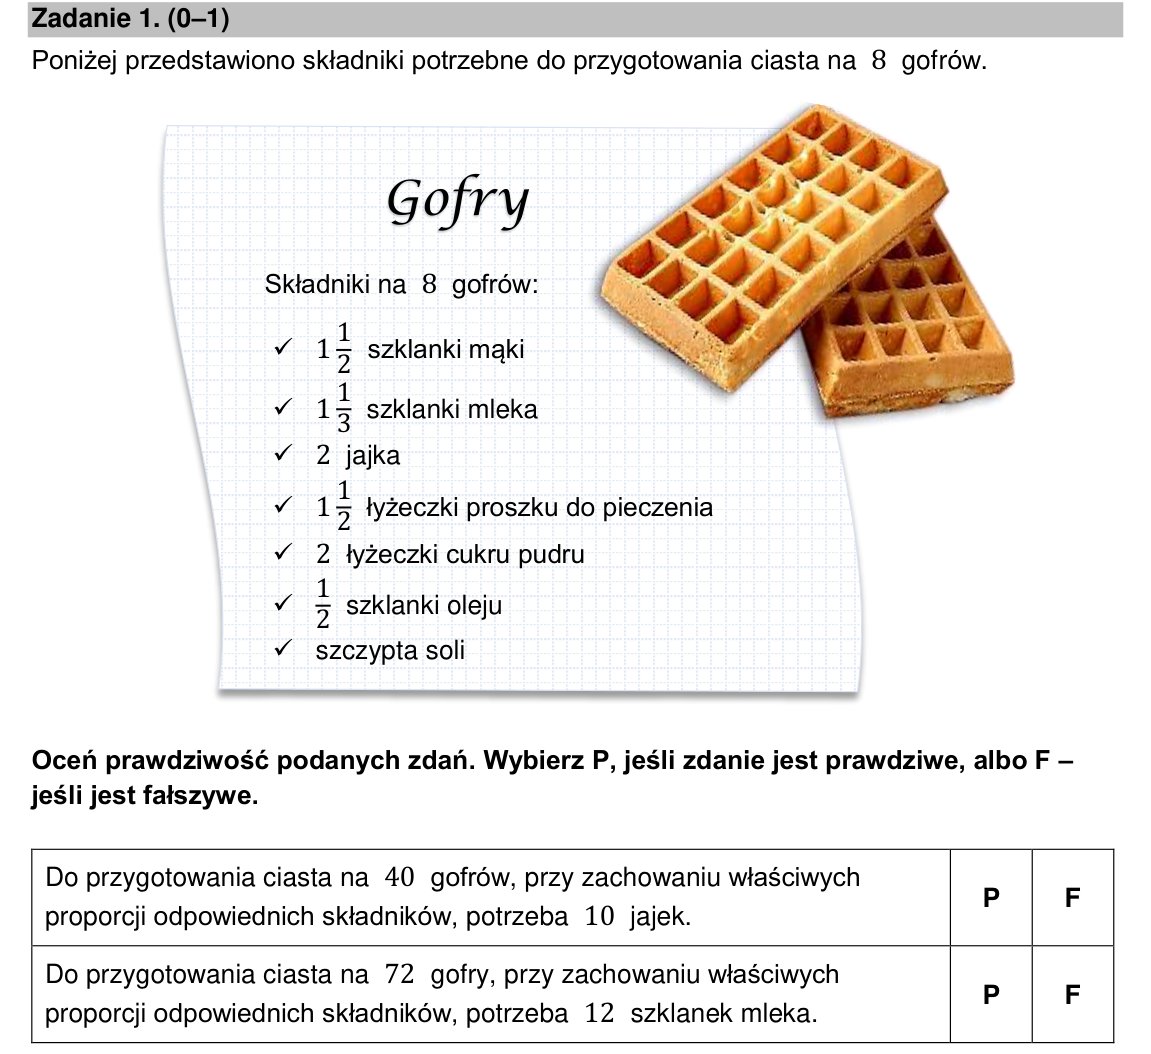 Zadanie 1. (0–1)
Poniżej przedstawiono składniki potrzebne do przygotowania ciasta na 8 gofrów.
Gofry
Składniki na 8 gofrów:
✓ 1 1/2 szklanki mąki
✓ 1 1/3 szklanki mleka
✓ 2 jajka
✓ 1 1/2 łyżeczki proszku do pieczenia
✓ 2 łyżeczki cukru pudru
✓ 1/2 szklanki oleju
✓ szczypta soli
Oceń prawdziwość podanych zdań. Wybierz P, jeśli zdanie jest prawdziwe, albo F –
jeśli jest fałszywe.
Do przygotowania ciasta na 40 gofrów, przy zachowaniu właściwych
proporcji odpowiednich składników, potrzeba 10 jajek.
P F
Do przygotowania ciasta na 72 gofry, przy zachowaniu właściwych
proporcji odpowiednich składników, potrzeba 12 szklanek mleka.
P F